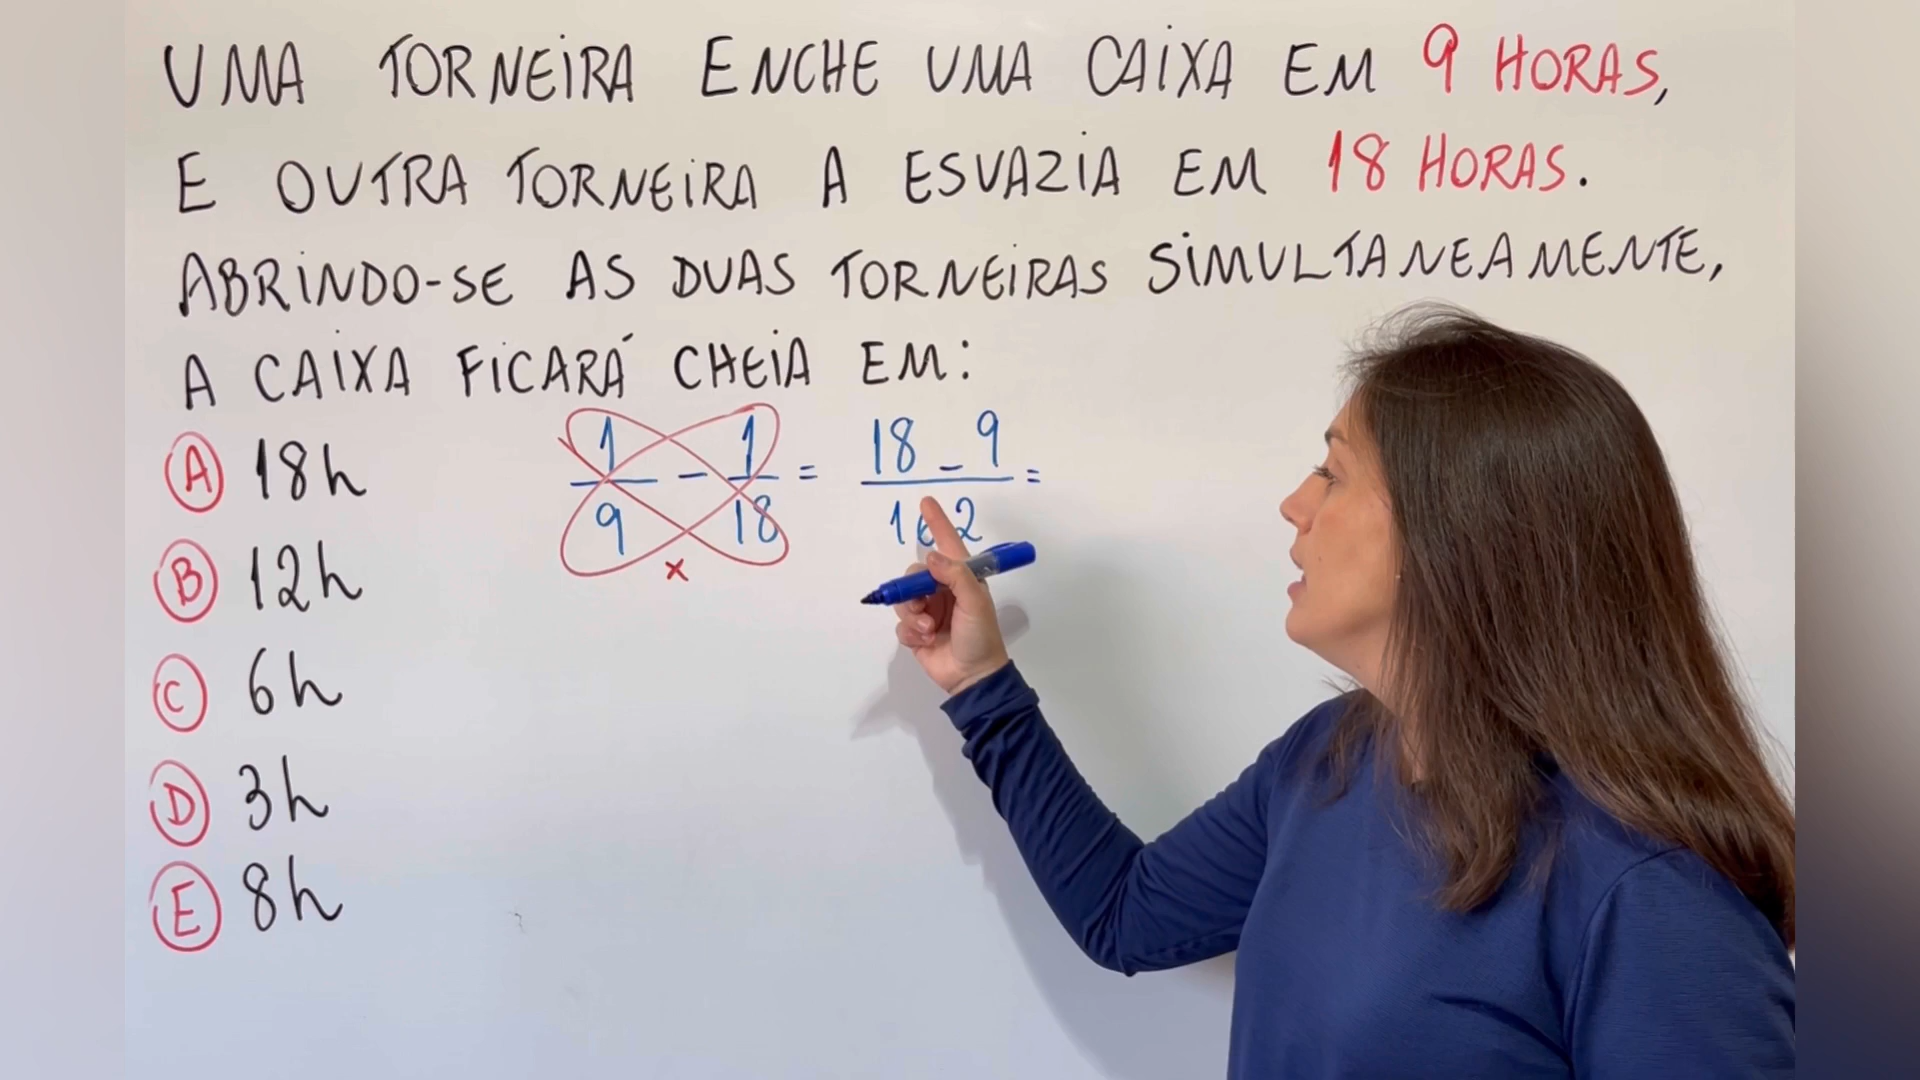 UMA TORNEIRA ENCHE UMA CAIXA EM 9 HORAS,
E OUTRA TORNEIRA A ESVAZIA EM 18 HORAS.
ABRINDO-SE AS DUAS TORNEIRAS SIMULTANEAMENTE,
A CAIXA FICARÁ CHEIA EM:
A 18h
B 12h
C 6h
D 3h
E 8h
1/9 - 1/18 = 18 - 9/162 =
x